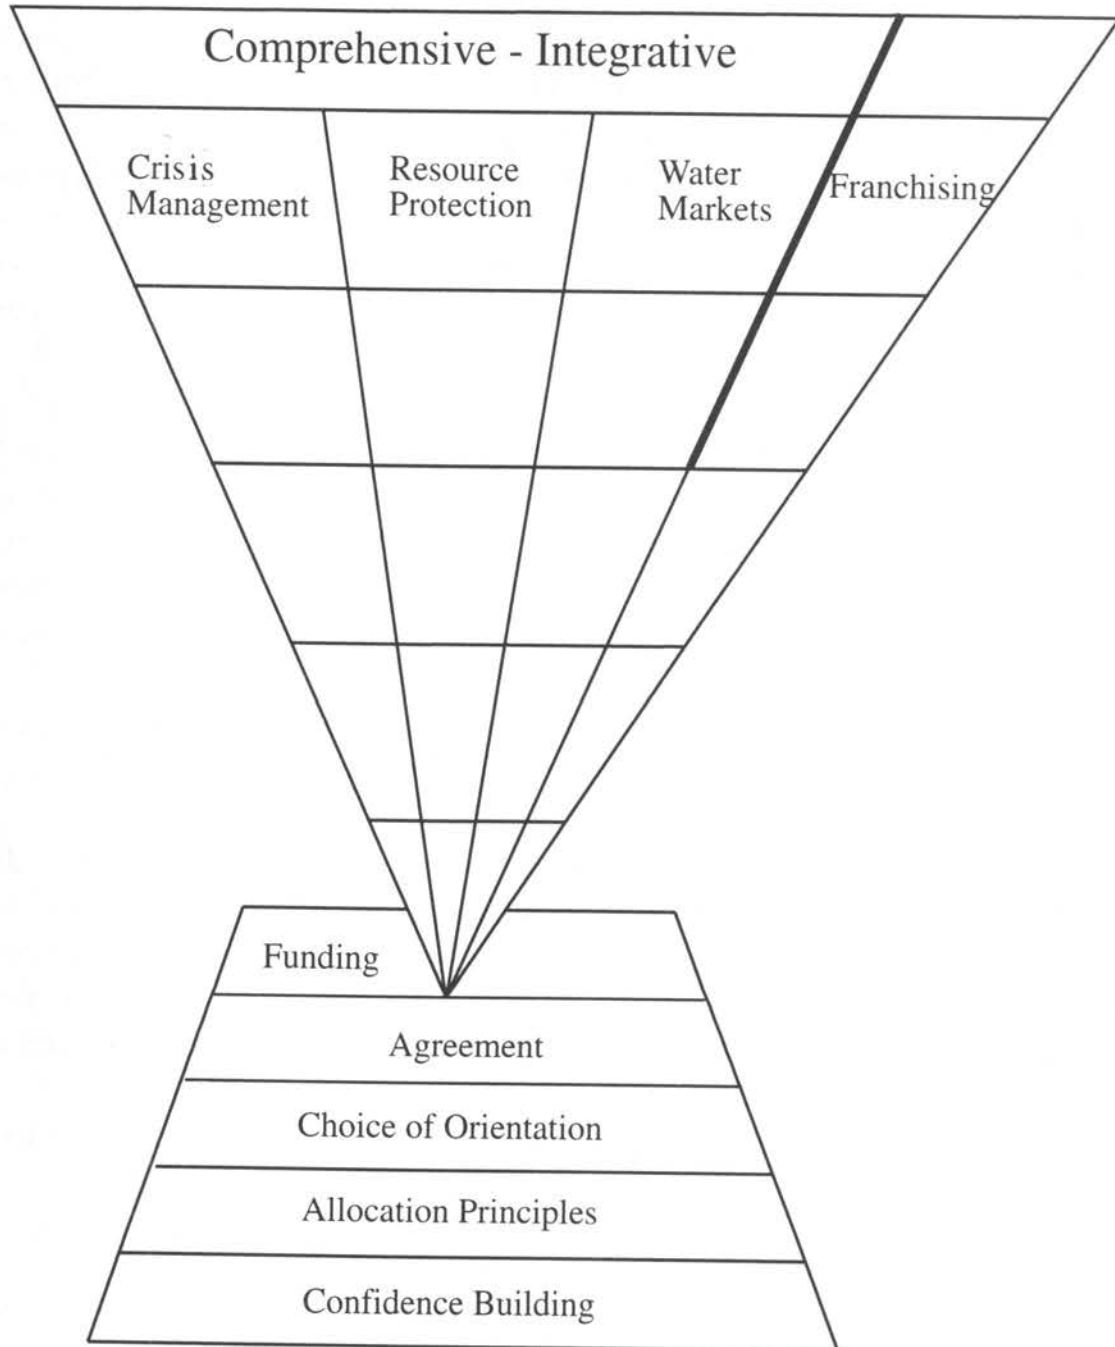 Comprehensive - Integrative
Crisis
Management
Resource
Protection
Water
Markets
Franchising
Funding
Agreement
Choice of Orientation
Allocation Principles
Confidence Building